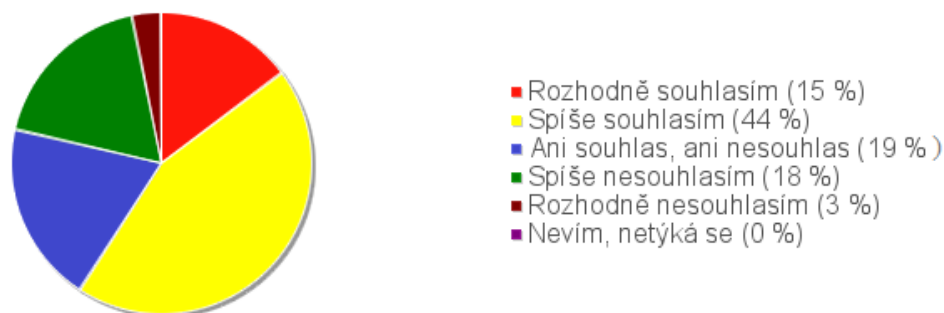 Rozhodně souhlasím (15 %)
Spíše souhlasím (44 %)
Ani souhlas, ani nesouhlas (19 %)
Spíše nesouhlasím (18 %)
Rozhodně nesouhlasím (3 %)
Nevím, netýká se (0 %)